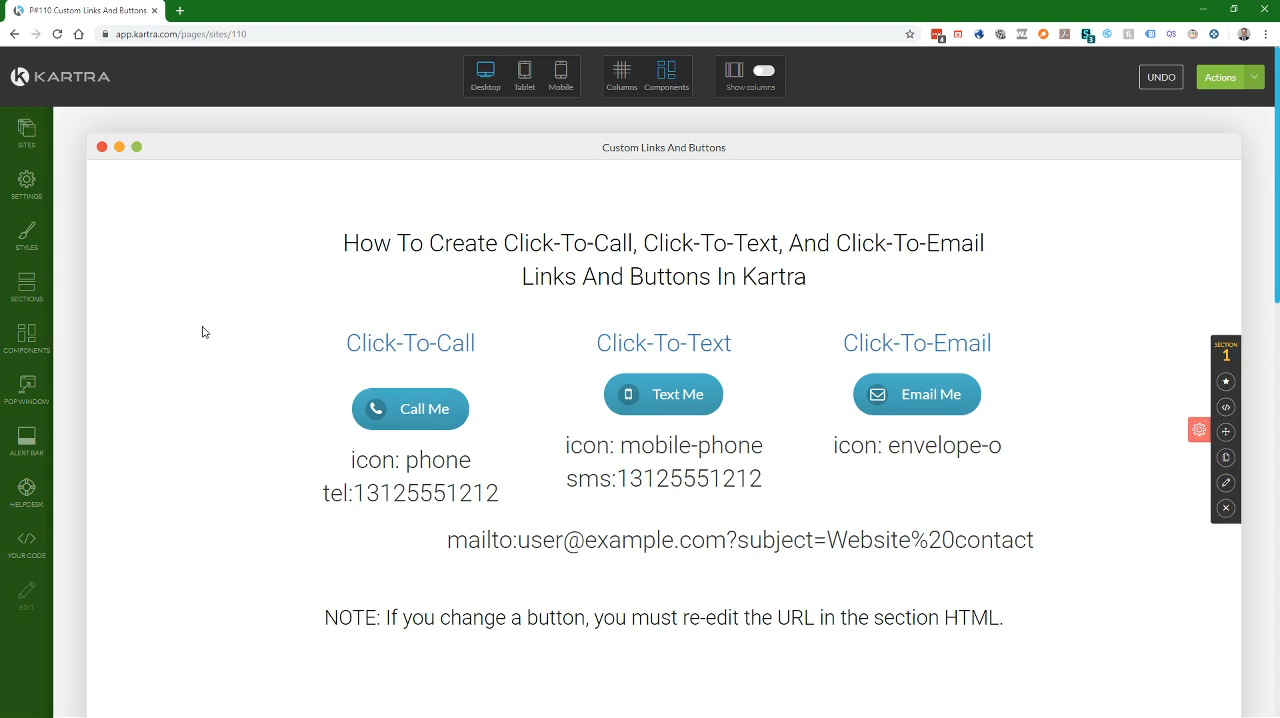 P#110 Custom Links And Buttons
app.kartra.com/pages/sites/110
KARTRA
Desktop
Tablet
Mobile
Columns
Components
Show columns
UNDO
Actions
SITES
SETTINGS
STYLES
SECTIONS
COMPONENTS
POP WINDOW
ALERT BAR
HELPDESK
YOUR CODE
EDIT
Custom Links And Buttons
How To Create Click-To-Call, Click-To-Text, And Click-To-Email
Links And Buttons In Kartra
Click-To-Call
Call Me
icon: phone
tel:13125551212
Click-To-Text
Text Me
icon: mobile-phone
sms:13125551212
Click-To-Email
Email Me
icon: envelope-o
mailto:user@example.com?subject=Website%20contact
NOTE: If you change a button, you must re-edit the URL in the section HTML.
SECTION
1